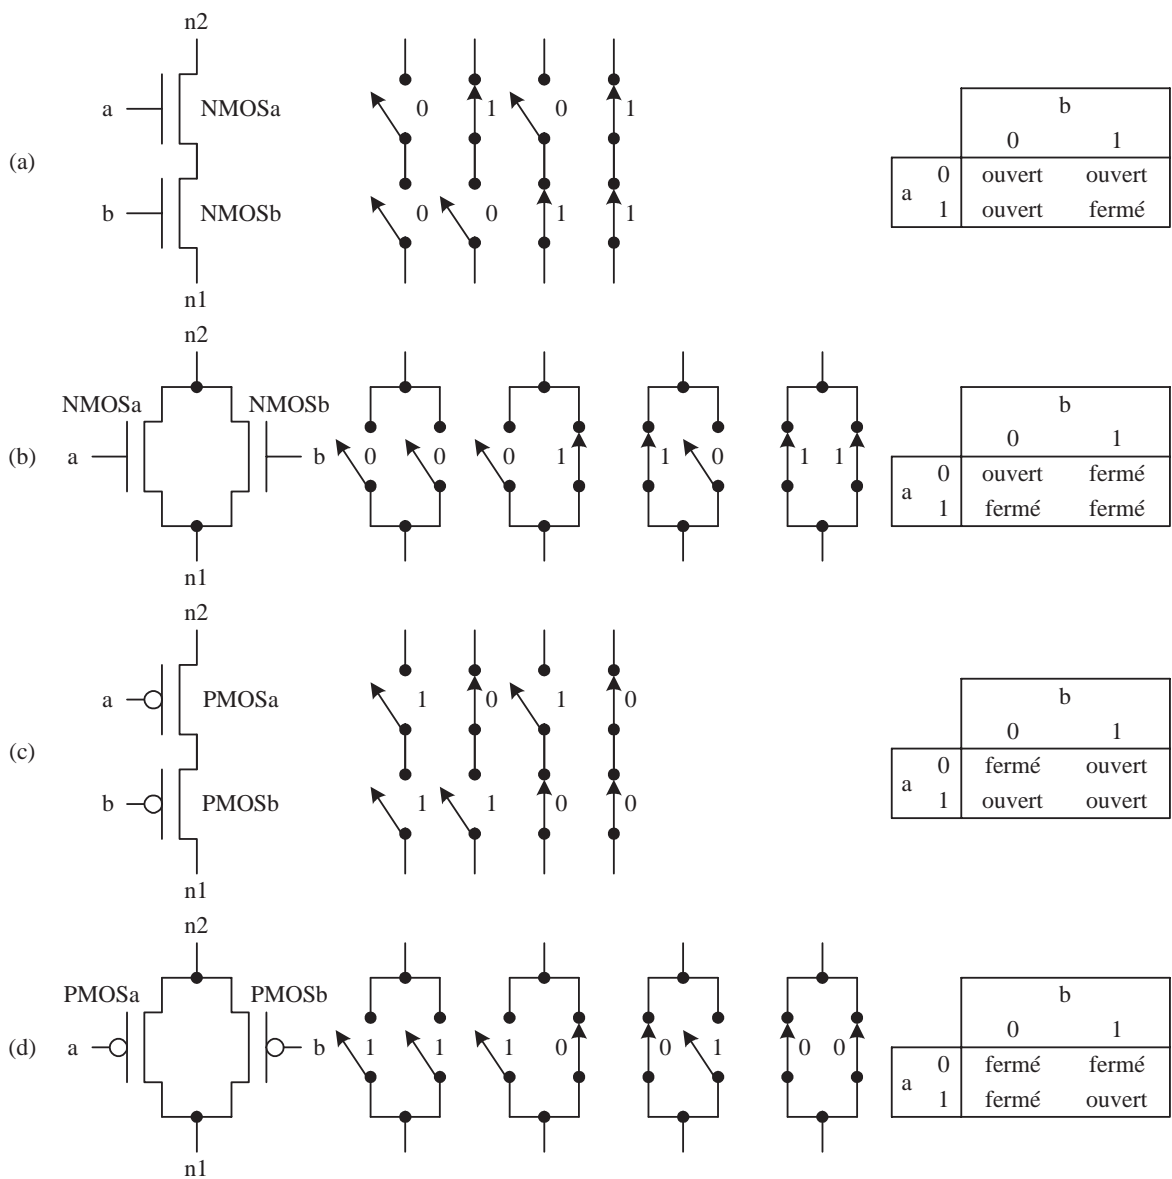 n2
a NMOSa 0 1 0 1
(a)
b NMOSb 0 0 1 1
n1
b
0 1
a 0 ouvert ouvert
1 ouvert fermé
n2
NMOSa NMOSb
(b) a b 0 0 0 1 1 0 1 1
n1
b
0 1
a 0 ouvert fermé
1 fermé fermé
n2
a PMOSa 1 0 1 0
(c)
b PMOSb 1 1 0 0
n1
b
0 1
a 0 fermé ouvert
1 ouvert ouvert
n2
PMOSa PMOSb
(d) a b 1 1 1 0 0 1 0 0
n1
b
0 1
a 0 fermé fermé
1 fermé ouvert